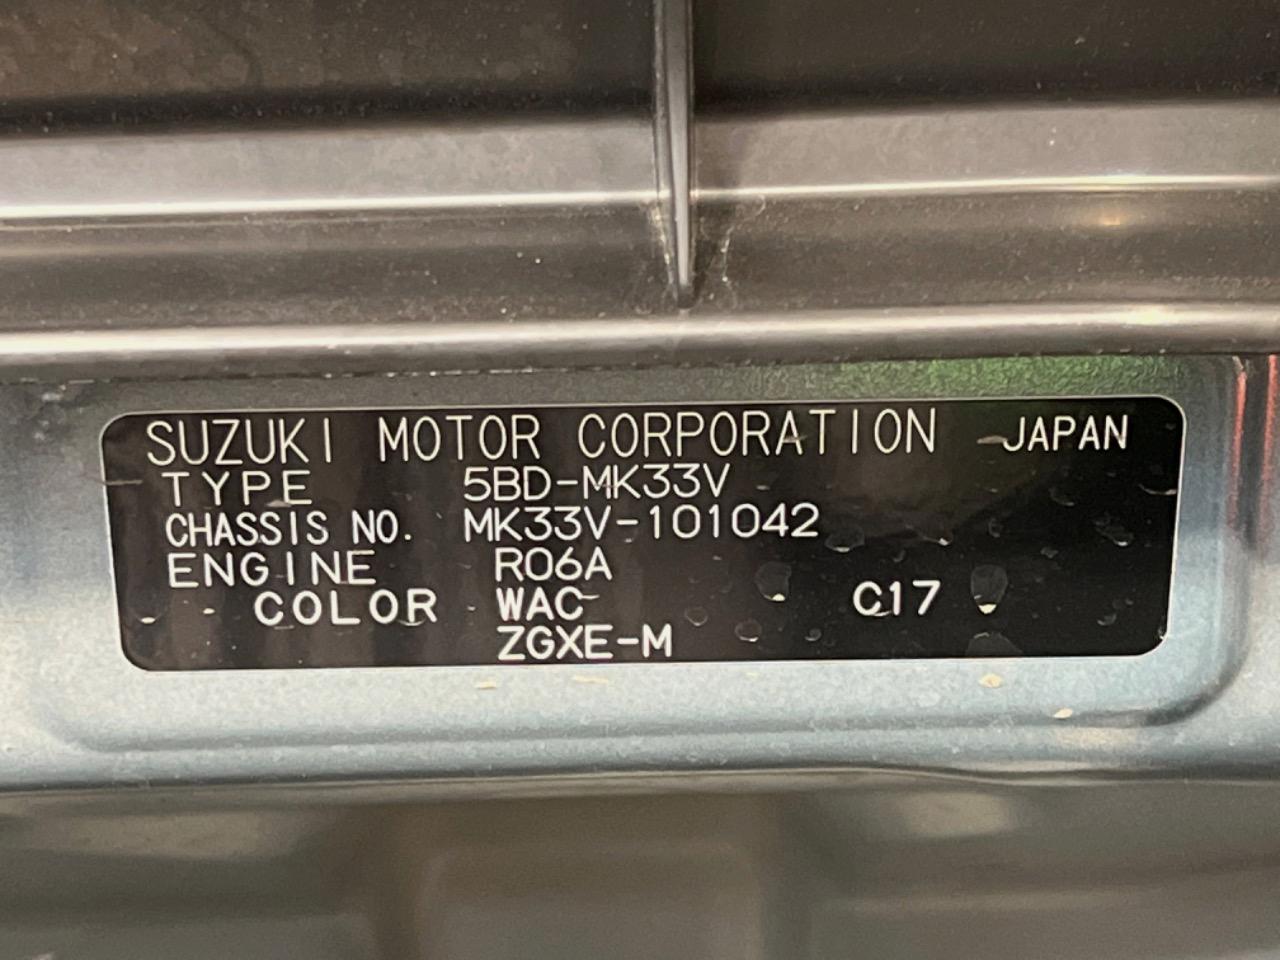 SUZUKI MOTOR CORPORATION JAPAN
TYPE 5BD-MK33V
CHASSIS NO. MK33V-101042
ENGINE R06A
COLOR WAC C17
ZGXE-M